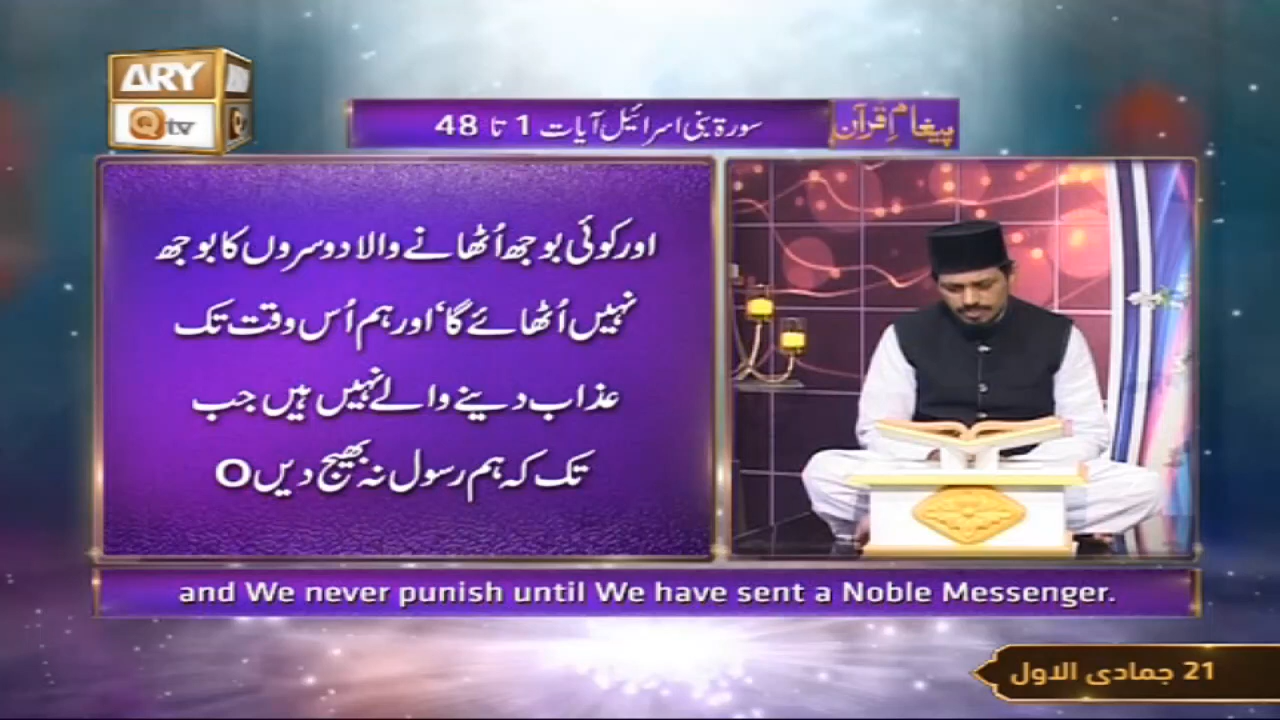 ARY
Qtv
پیغامِ قرآن
سورۃ بنی اسرائیل آیات 1 تا 48
اور کوئی بوجھ اُٹھانے والا دوسروں کا بوجھ
نہیں اُٹھائے گا‘ اور ہم اُس وقت تک
عذاب دینے والے نہیں ہیں جب
تک کہ ہم رسول نہ بھیج دیں O
and We never punish until We have sent a Noble Messenger.
21 جمادی الاول